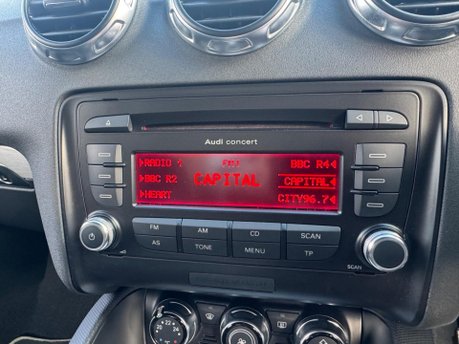 Audi concert
RADIO 1 FM1 BBC R4
BBC R2 CAPITAL CAPITAL
HEART CITY96.7
FM AM CD SCAN
AS TONE MENU TP
SCAN